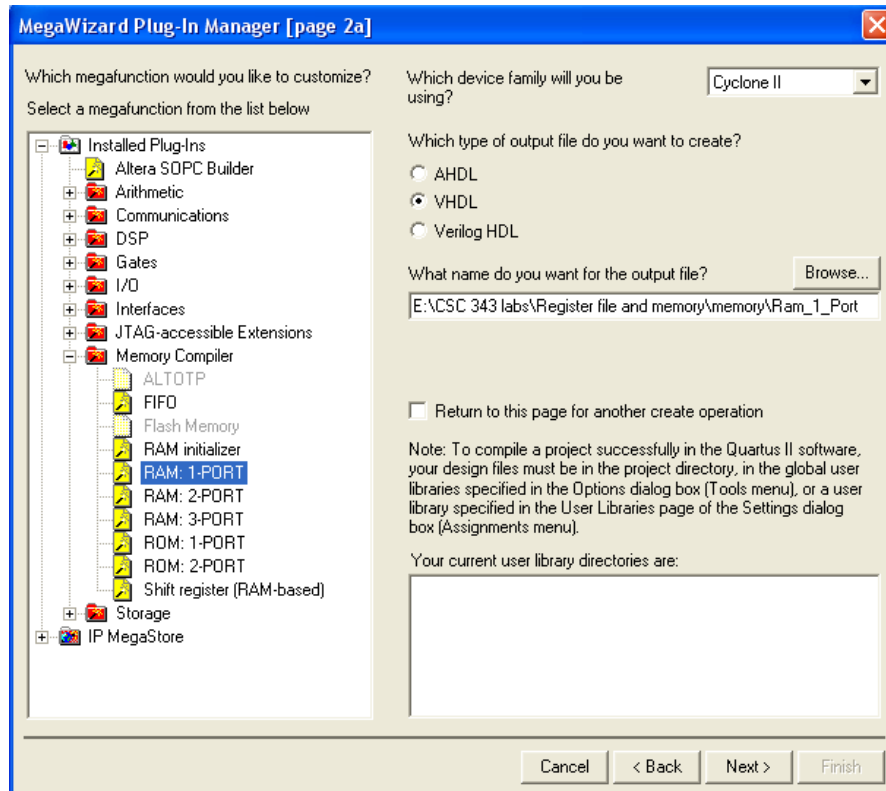 MegaWizard Plug-In Manager [page 2a]
Which megafunction would you like to customize?
Select a megafunction from the list below
Installed Plug-Ins
Altera SOPC Builder
Arithmetic
Communications
DSP
Gates
I/O
Interfaces
JTAG-accessible Extensions
Memory Compiler
ALTOTP
FIFO
Flash Memory
RAM initializer
RAM: 1-PORT
RAM: 2-PORT
RAM: 3-PORT
ROM: 1-PORT
ROM: 2-PORT
Shift register (RAM-based)
Storage
IP MegaStore
Which device family will you be
using?
Cyclone II
Which type of output file do you want to create?
AHDL
VHDL
Verilog HDL
What name do you want for the output file?
Browse...
E:\CSC 343 labs\Register file and memory\memory\Ram_1_Port
Return to this page for another create operation
Note: To compile a project successfully in the Quartus II software,
your design files must be in the project directory, in the global user
libraries specified in the Options dialog box (Tools menu), or a user
library specified in the User Libraries page of the Settings dialog
box (Assignments menu).
Your current user library directories are:
Cancel
< Back
Next >
Finish